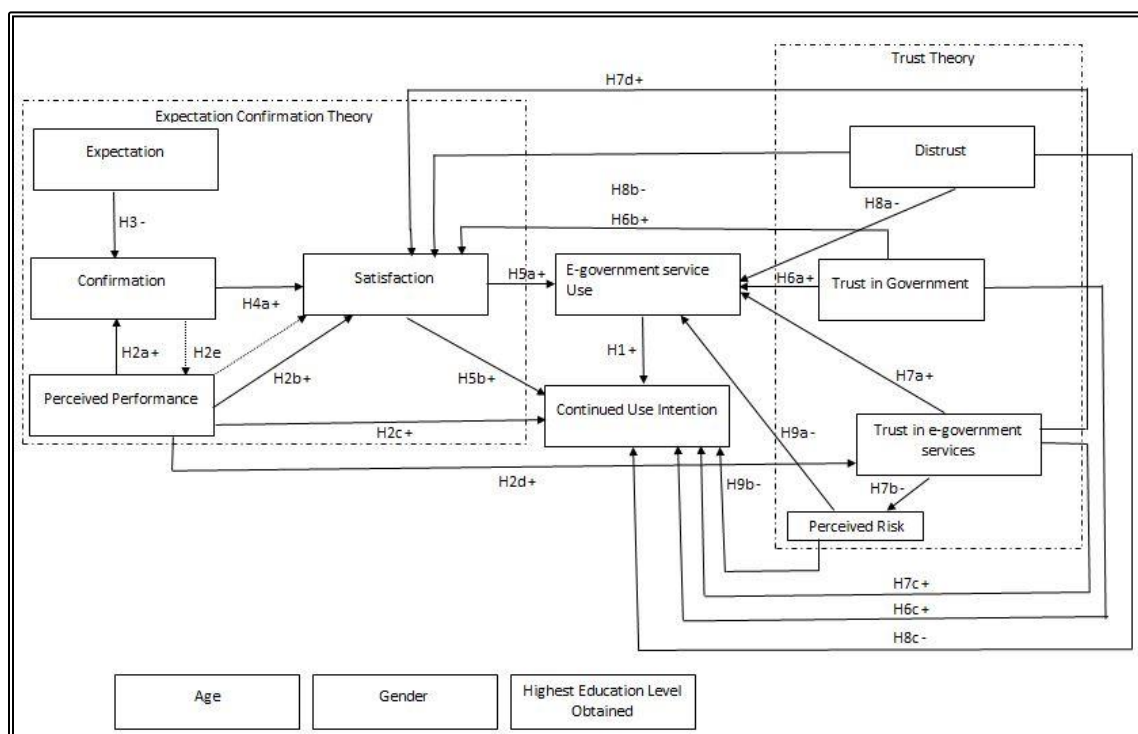 Trust Theory
H7d+
Expectation Confirmation Theory
Expectation
Distrust
H8b-
H8a-
H3 -
H6b+
Confirmation
Satisfaction
H5a+
E-government service
Use
H6a+
Trust in Government
H4a+
H2a+
H2e
H1+
H2b+
H5b+
H7a+
Perceived Performance
Continued Use Intention
H2c+
H9a-
Trust in e-government
services
H2d+
H9b-
H7b-
Perceived Risk
H7c+
H6c+
H8c-
Age
Gender
Highest Education Level
Obtained